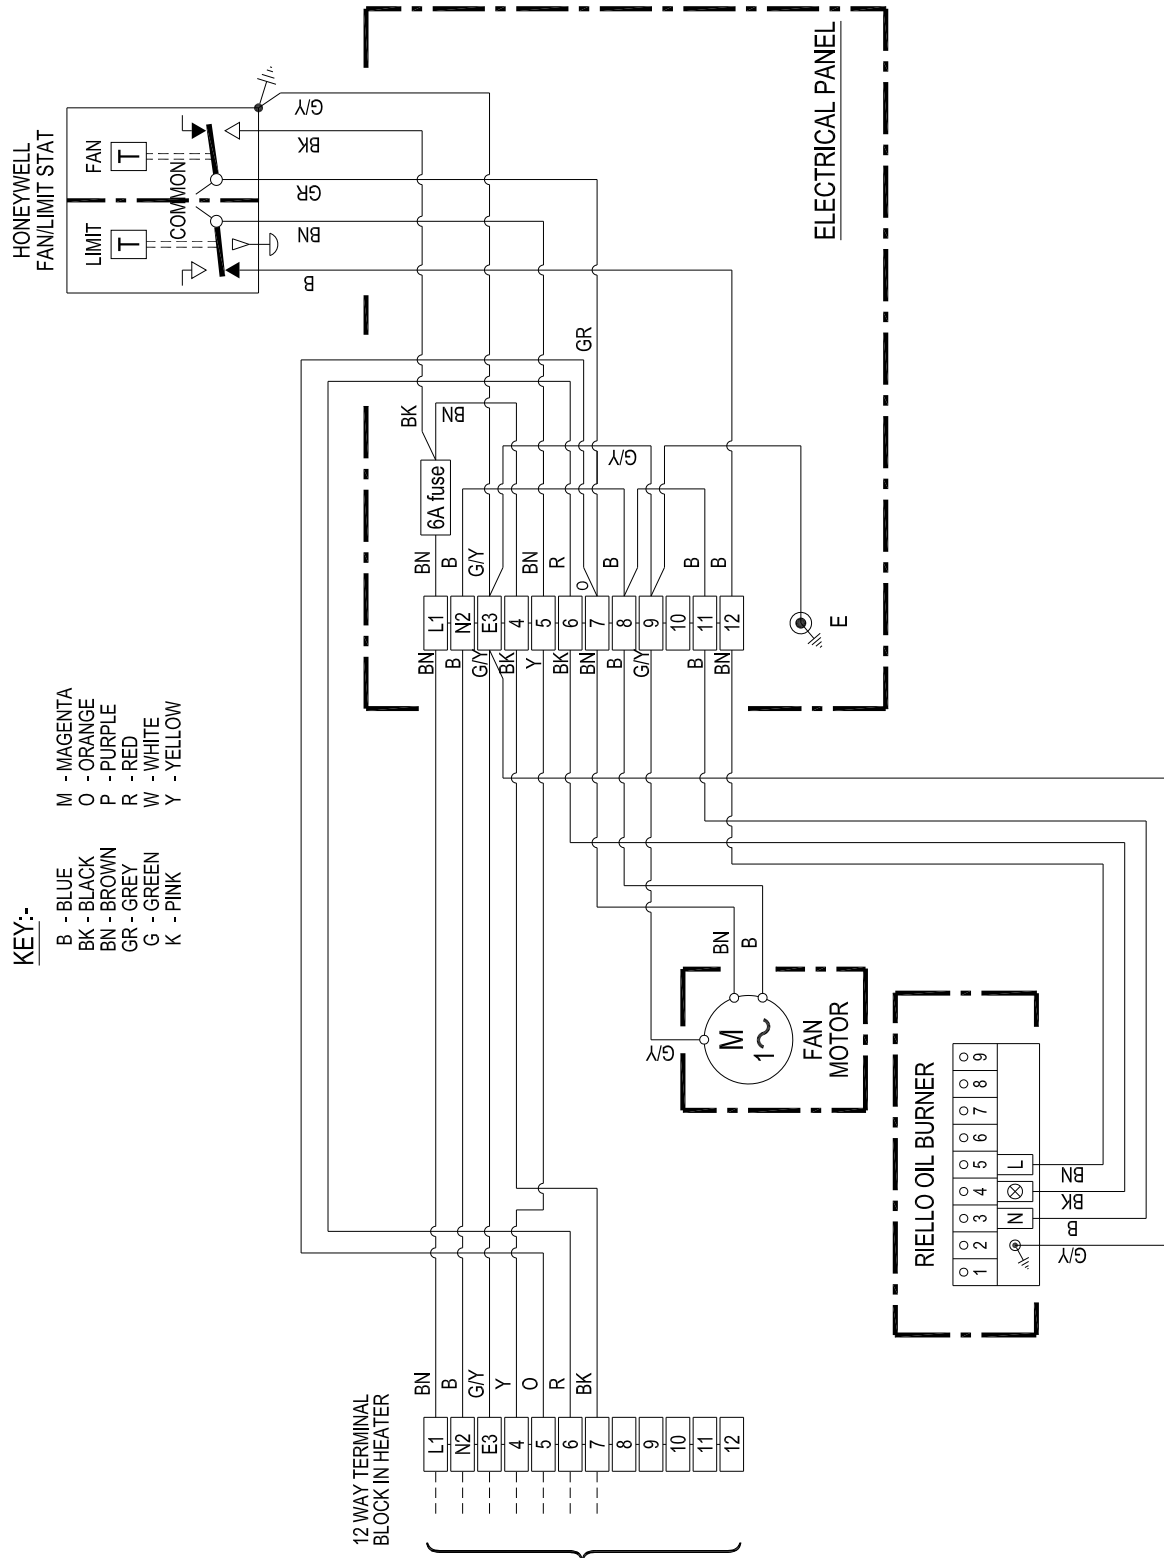 HONEYWELL
FAN/LIMIT STAT
LIMIT
FAN
T
T
COMMON
B
BN
GR
BK
G/Y
ELECTRICAL PANEL
BK
BN
GR
G/Y
6A fuse
BN
B
G/Y
BN
R
O
B
B
B
L1
N2
E3
4
5
6
7
8
9
10
11
12
E
BN
B
G/Y
BK
Y
BK
BN
B
G/Y
B
BN
KEY:-
B - BLUE
BK - BLACK
BN - BROWN
GR - GREY
G - GREEN
K - PINK
M - MAGENTA
O - ORANGE
P - PURPLE
R - RED
W - WHITE
Y - YELLOW
BN
B
G/Y
M
1~
FAN
MOTOR
RIELLO OIL BURNER
1 2 3 4 5 6 7 8 9
N
L
G/Y
B
BK
BN
12 WAY TERMINAL
BLOCK IN HEATER
BN
B
G/Y
Y
O
R
BK
L1
N2
E3
4
5
6
7
8
9
10
11
12